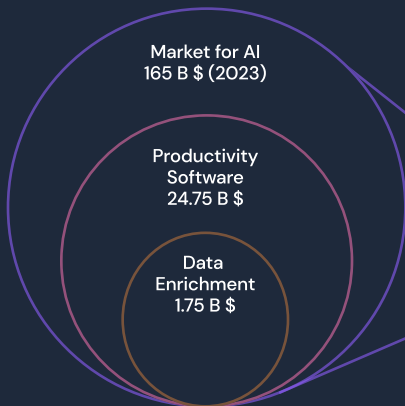 Market for AI
165 B $ (2023)
Productivity
Software
24.75 B $
Data
Enrichment
1.75 B $